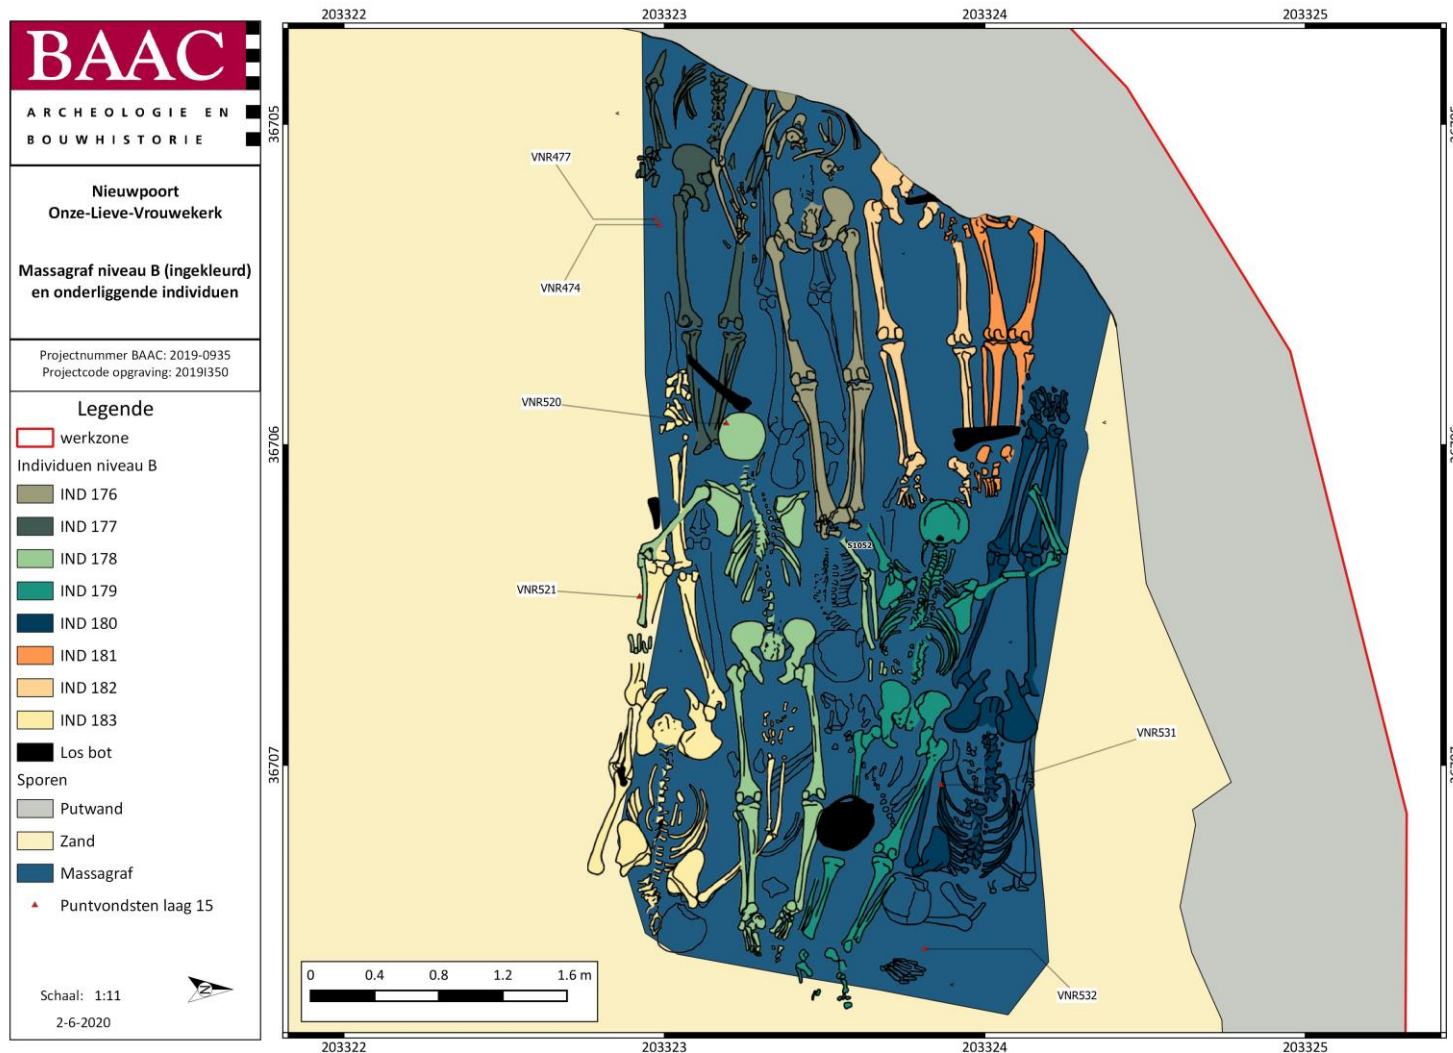 BAAC
ARCHEOLOGIE EN
BOUWHISTORIE
Nieuwpoort
Onze-Lieve-Vrouwekerk
Massagraf niveau B (ingekleurd)
en onderliggende individuen
Projectnummer BAAC: 2019-0935
Projectcode opgraving: 2019I350
Legende
werkzone
Individuen niveau B
IND 176
IND 177
IND 178
IND 179
IND 180
IND 181
IND 182
IND 183
Los bot
Sporen
Putwand
Zand
Massagraf
Puntvondsten laag 15
Schaal: 1:11
N
2-6-2020
203322
203323
203324
203325
36705
36706
36707
VNR477
VNR474
VNR520
S1052
VNR521
VNR531
VNR532
0
0.4
0.8
1.2
1.6 m
203322
203323
203324
203325